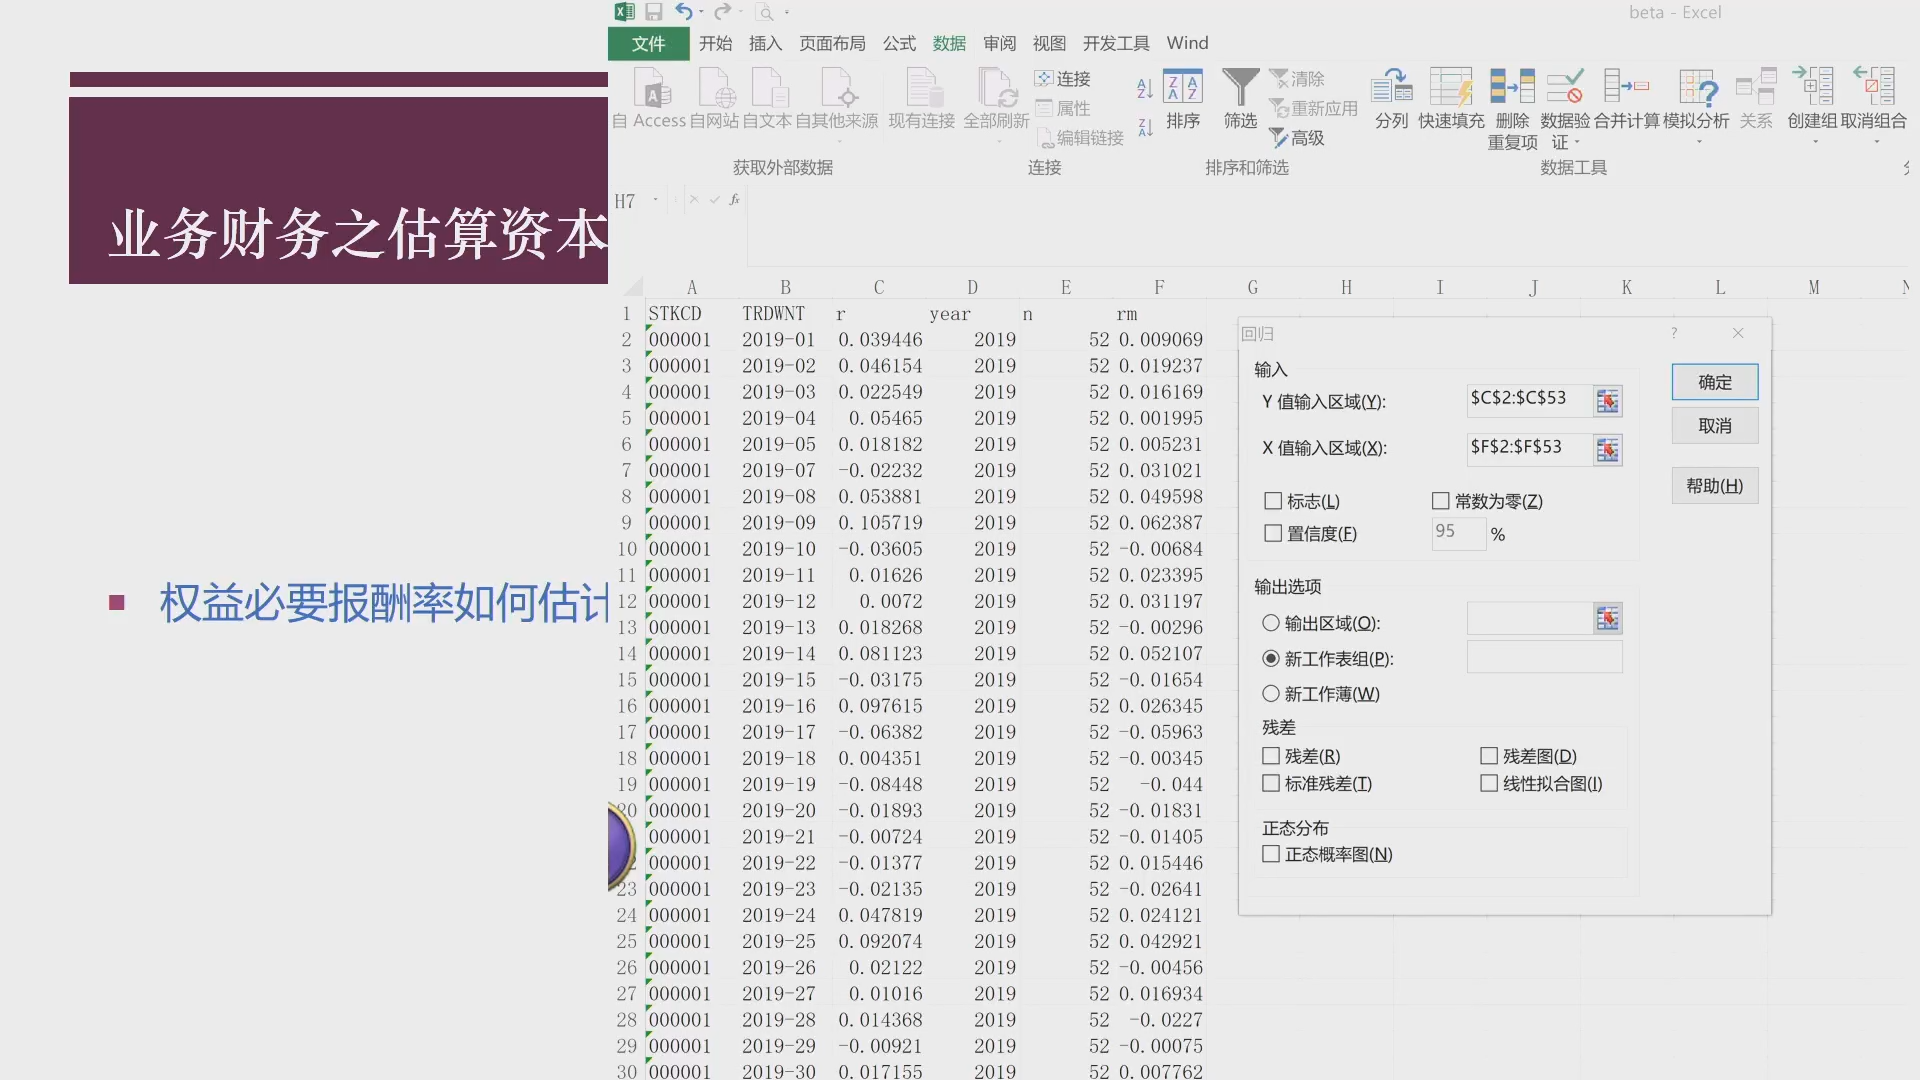 业务财务之估算资本
权益必要报酬率如何估计
beta - Excel
文件 开始 插入 页面布局 公式 数据 审阅 视图 开发工具 Wind
自 Access 自网站 自文本 自其他来源 现有连接 全部刷新 连接 属性 编辑链接 排序 筛选 清除 重新应用 高级 分列 快速填充 删除重复项 数据验证 合并计算 模拟分析 关系 创建组 取消组合
获取外部数据 连接 排序和筛选 数据工具
H7 fx
A B C D E F G H I J K L M N
1 STKCD TRDWNT r year n rm
2 000001 2019-01 0.039446 2019 52 0.009069
3 000001 2019-02 0.046154 2019 52 0.019237
4 000001 2019-03 0.022549 2019 52 0.016169
5 000001 2019-04 0.05465 2019 52 0.001995
6 000001 2019-05 0.018182 2019 52 0.005231
7 000001 2019-07 -0.02232 2019 52 0.031021
8 000001 2019-08 0.053881 2019 52 0.049598
9 000001 2019-09 0.105719 2019 52 0.062387
10 000001 2019-10 -0.03605 2019 52 -0.00684
11 000001 2019-11 0.01626 2019 52 0.023395
12 000001 2019-12 0.0072 2019 52 0.031197
13 000001 2019-13 0.018268 2019 52 -0.00296
14 000001 2019-14 0.081123 2019 52 0.052107
15 000001 2019-15 -0.03175 2019 52 -0.01654
16 000001 2019-16 0.097615 2019 52 0.026345
17 000001 2019-17 -0.06382 2019 52 -0.05963
18 000001 2019-18 0.004351 2019 52 -0.00345
19 000001 2019-19 -0.08448 2019 52 -0.044
20 000001 2019-20 -0.01893 2019 52 -0.01831
000001 2019-21 -0.00724 2019 52 -0.01405
000001 2019-22 -0.01377 2019 52 0.015446
23 000001 2019-23 -0.02135 2019 52 -0.02641
24 000001 2019-24 0.047819 2019 52 0.024121
25 000001 2019-25 0.092074 2019 52 0.042921
26 000001 2019-26 0.02122 2019 52 -0.00456
27 000001 2019-27 0.01016 2019 52 0.016934
28 000001 2019-28 0.014368 2019 52 -0.0227
29 000001 2019-29 -0.00921 2019 52 -0.00075
30 000001 2019-30 0.017155 2019 52 0.007762
回归 ?
输入
Y 值输入区域(Y): $C$2:$C$53
X 值输入区域(X): $F$2:$F$53
标志(L) 常数为零(Z)
置信度(F) 95 %
输出选项
输出区域(O):
新工作表组(P):
新工作薄(W)
残差
残差(R) 残差图(D)
标准残差(T) 线性拟合图(I)
正态分布
正态概率图(N)
确定
取消
帮助(H)